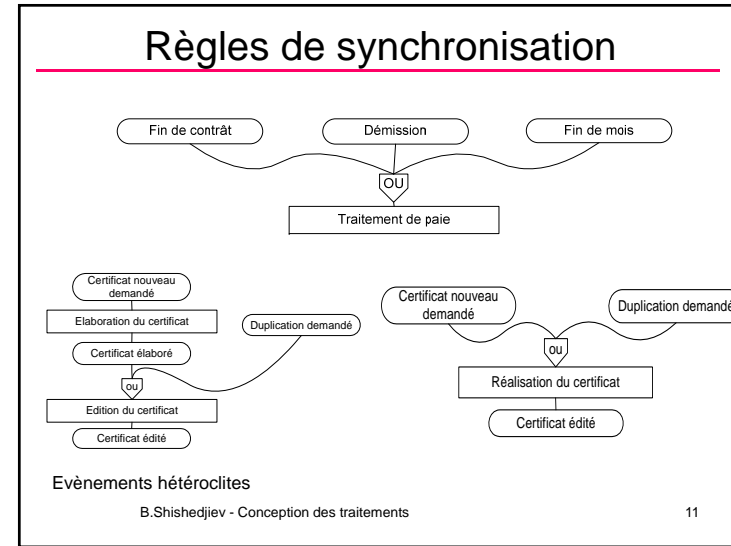 Règles de synchronisation
Fin de contrât
Démission
Fin de mois
OU
Traitement de paie
Certificat nouveau
demandé
Elaboration du certificat
Certificat élaboré
Duplication demandé
ou
Edition du certificat
Certificat édité
Certificat nouveau
demandé
Duplication demandé
ou
Réalisation du certificat
Certificat édité
Evènements hétéroclites
B.Shishedjiev - Conception des traitements
11